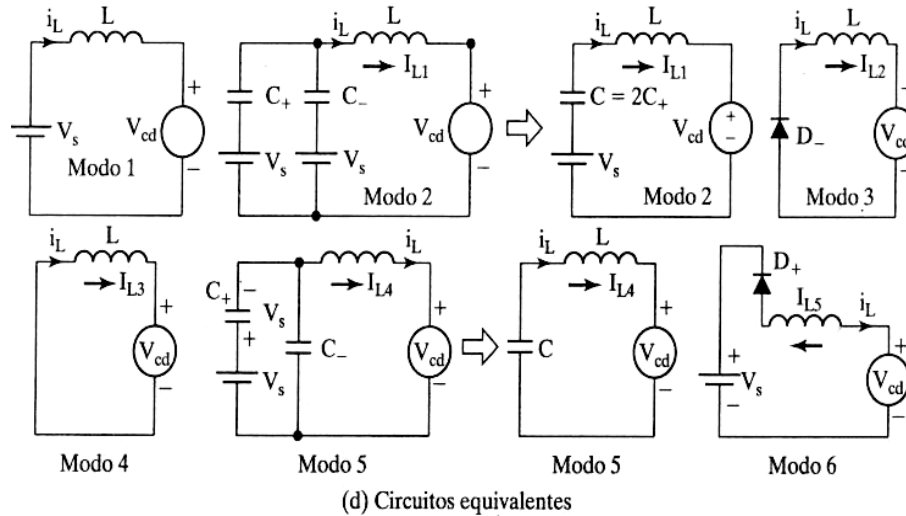 i_L L
V_s V_cd + −
Modo 1
i_L L
I_L1
C_+ C_− +
V_cd
V_s V_s −
Modo 2
i_L L
I_L1
C = 2C_+
V_cd + −
V_s
Modo 2
i_L L
I_L2
D_−
Modo 3
i_L L
I_L3
+
V_cd
−
Modo 4
L i_L
C_+ − I_L4
V_s +
+ C_− V_cd
V_s −
Modo 5
i_L L
I_L4
+
C V_cd
−
Modo 5
D_+
I_L5 i_L
+ +
V_s V_cd
− −
Modo 6
(d) Circuitos equivalentes